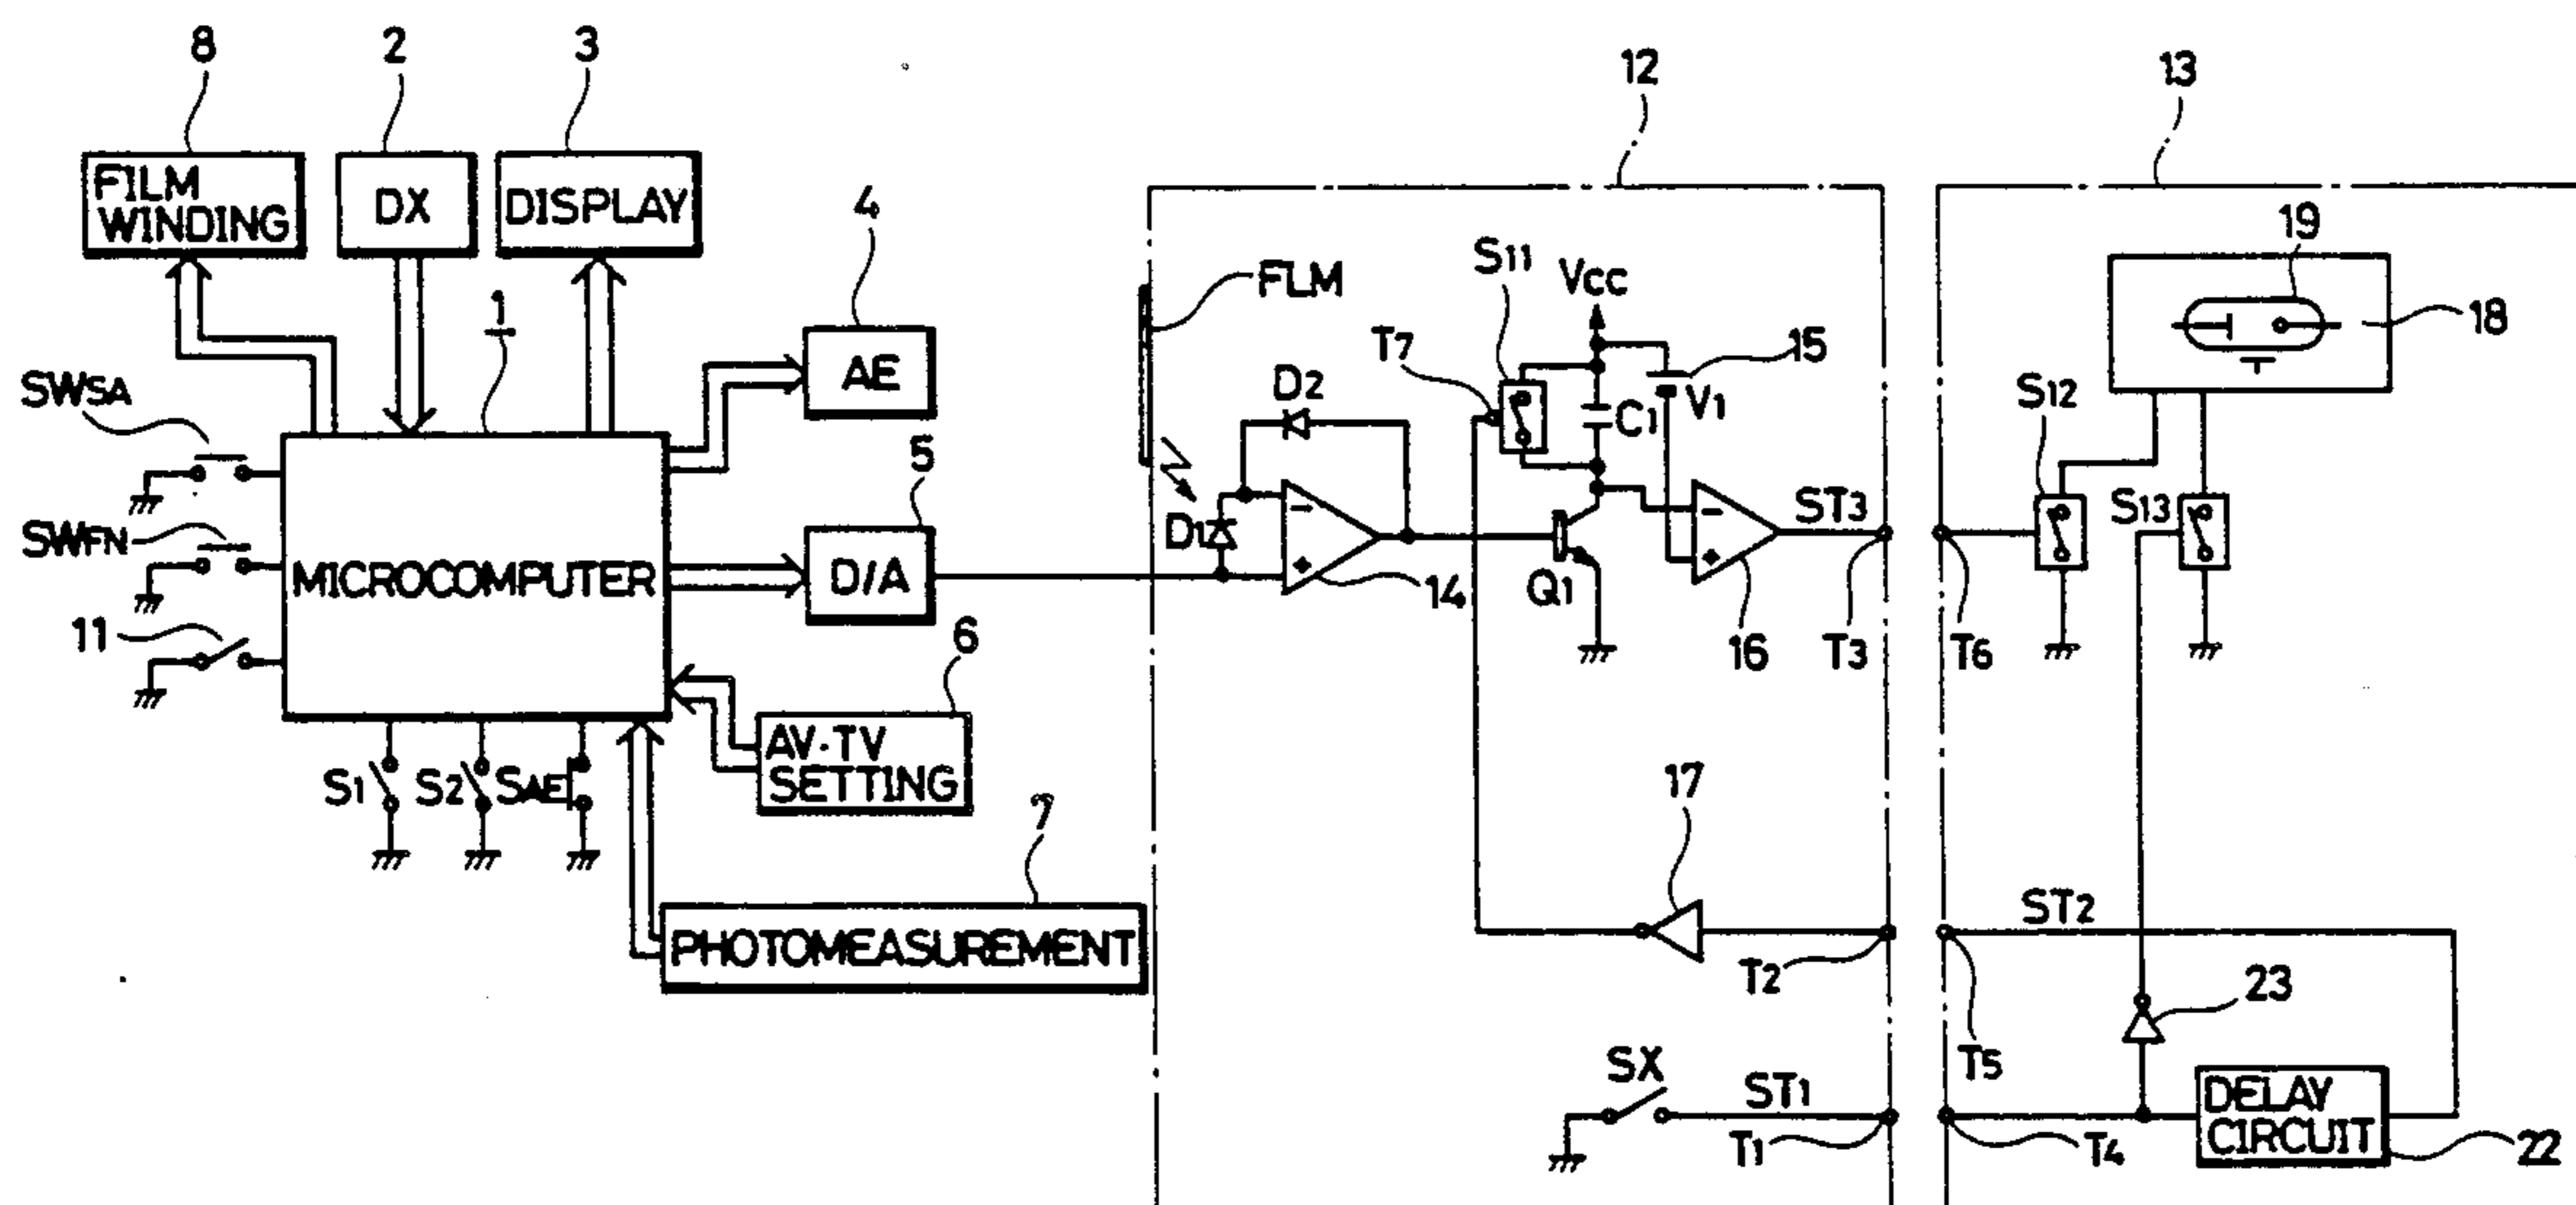 8
2
3
12
13
FILM
WINDING
DX
DISPLAY
4
19
S11
VCC
FLM
1
AE
T7
15
18
SWSA
D2
C1
V1
S12
5
SWFN
MICROCOMPUTER
D/A
D1
-
+
14
Q1
-
+
16
ST3
T3
T6
S13
11
6
AV·TV
SETTING
S1
S2
SAE
17
7
PHOTOMEASUREMENT
T2
ST2
23
T5
SX
ST1
T1
T4
DELAY
CIRCUIT
22